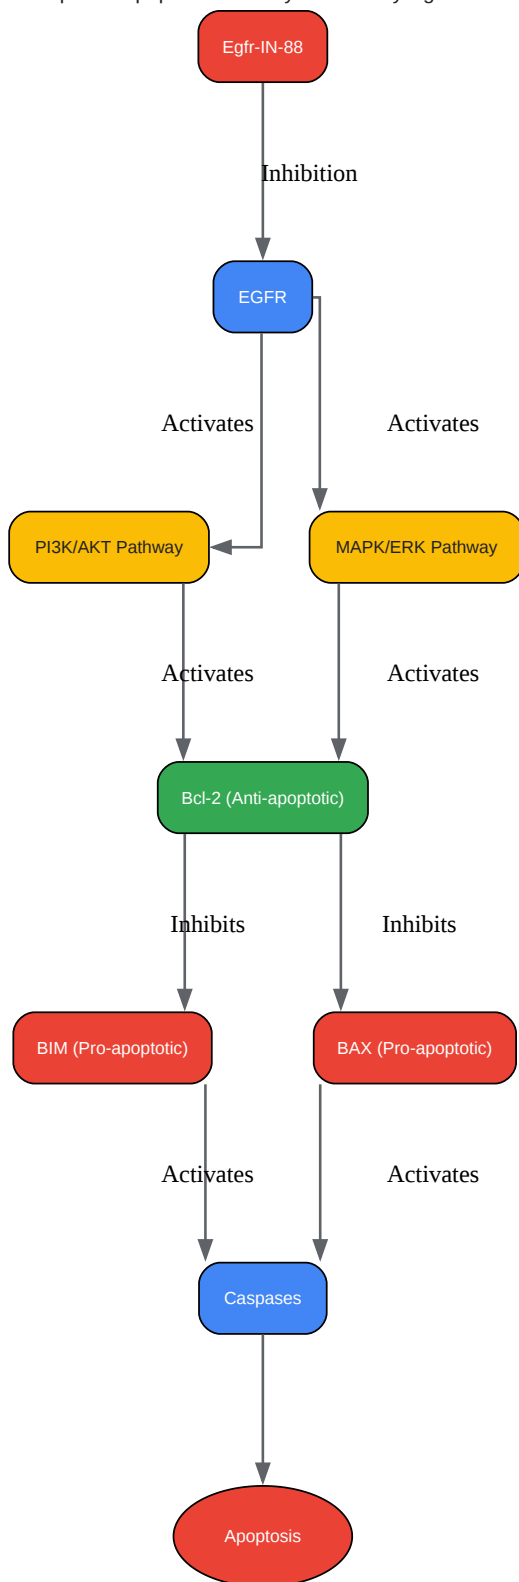 Egfr-IN-88
Inhibition
EGFR
Activates
Activates
PI3K/AKT Pathway
MAPK/ERK Pathway
Activates
Activates
Bcl-2 (Anti-apoptotic)
Inhibits
Inhibits
BIM (Pro-apoptotic)
BAX (Pro-apoptotic)
Activates
Activates
Caspases
Apoptosis